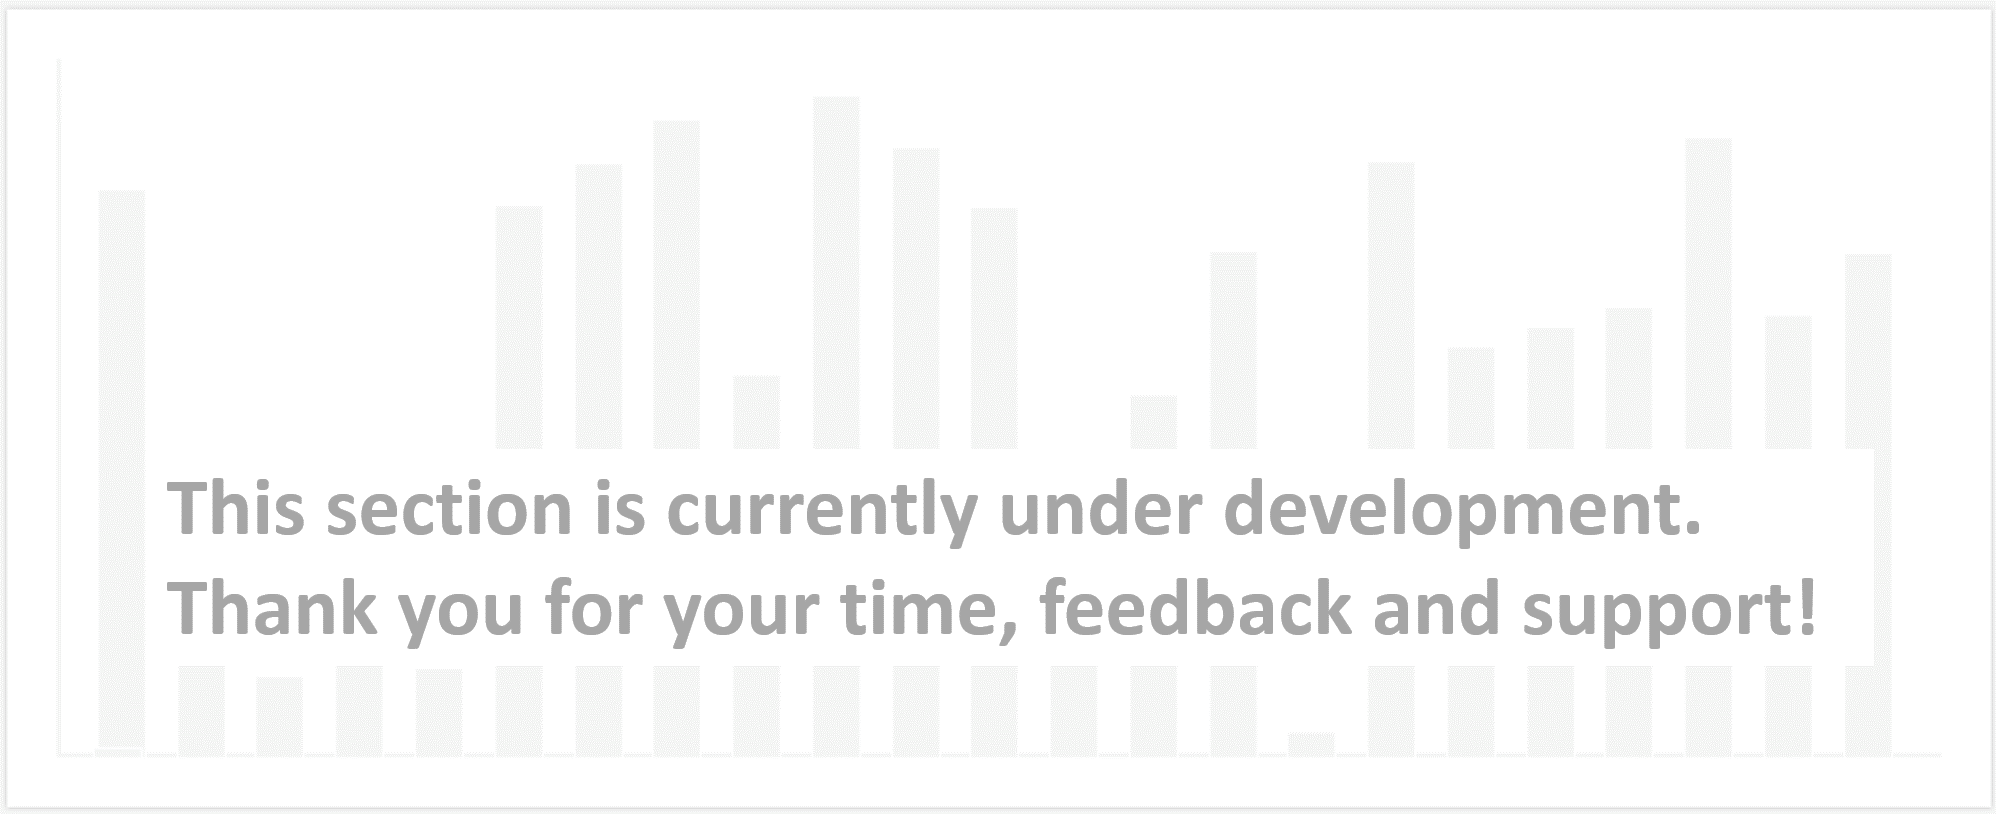 This section is currently under development.
Thank you for your time, feedback and support!